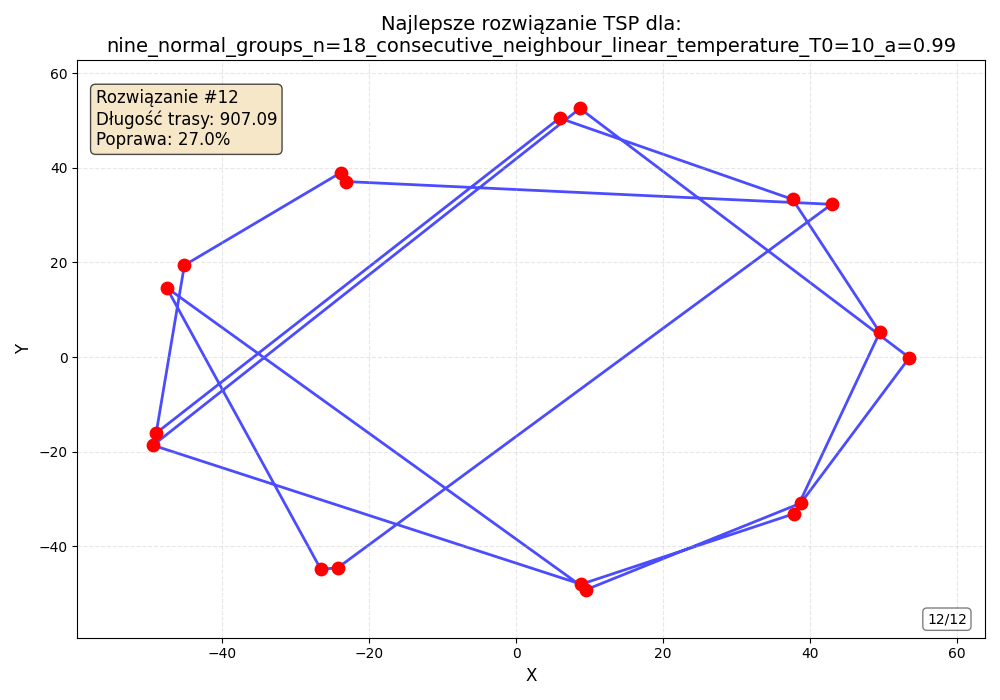 Najlepsze rozwiązanie TSP dla:
nine_normal_groups_n=18_consecutive_neighbour_linear_temperature_T0=10_a=0.99
Rozwiązanie #12
Długość trasy: 907.09
Poprawa: 27.0%
60
40
20
0
−20
−40
Y
12/12
−40
−20
0
20
40
60
X